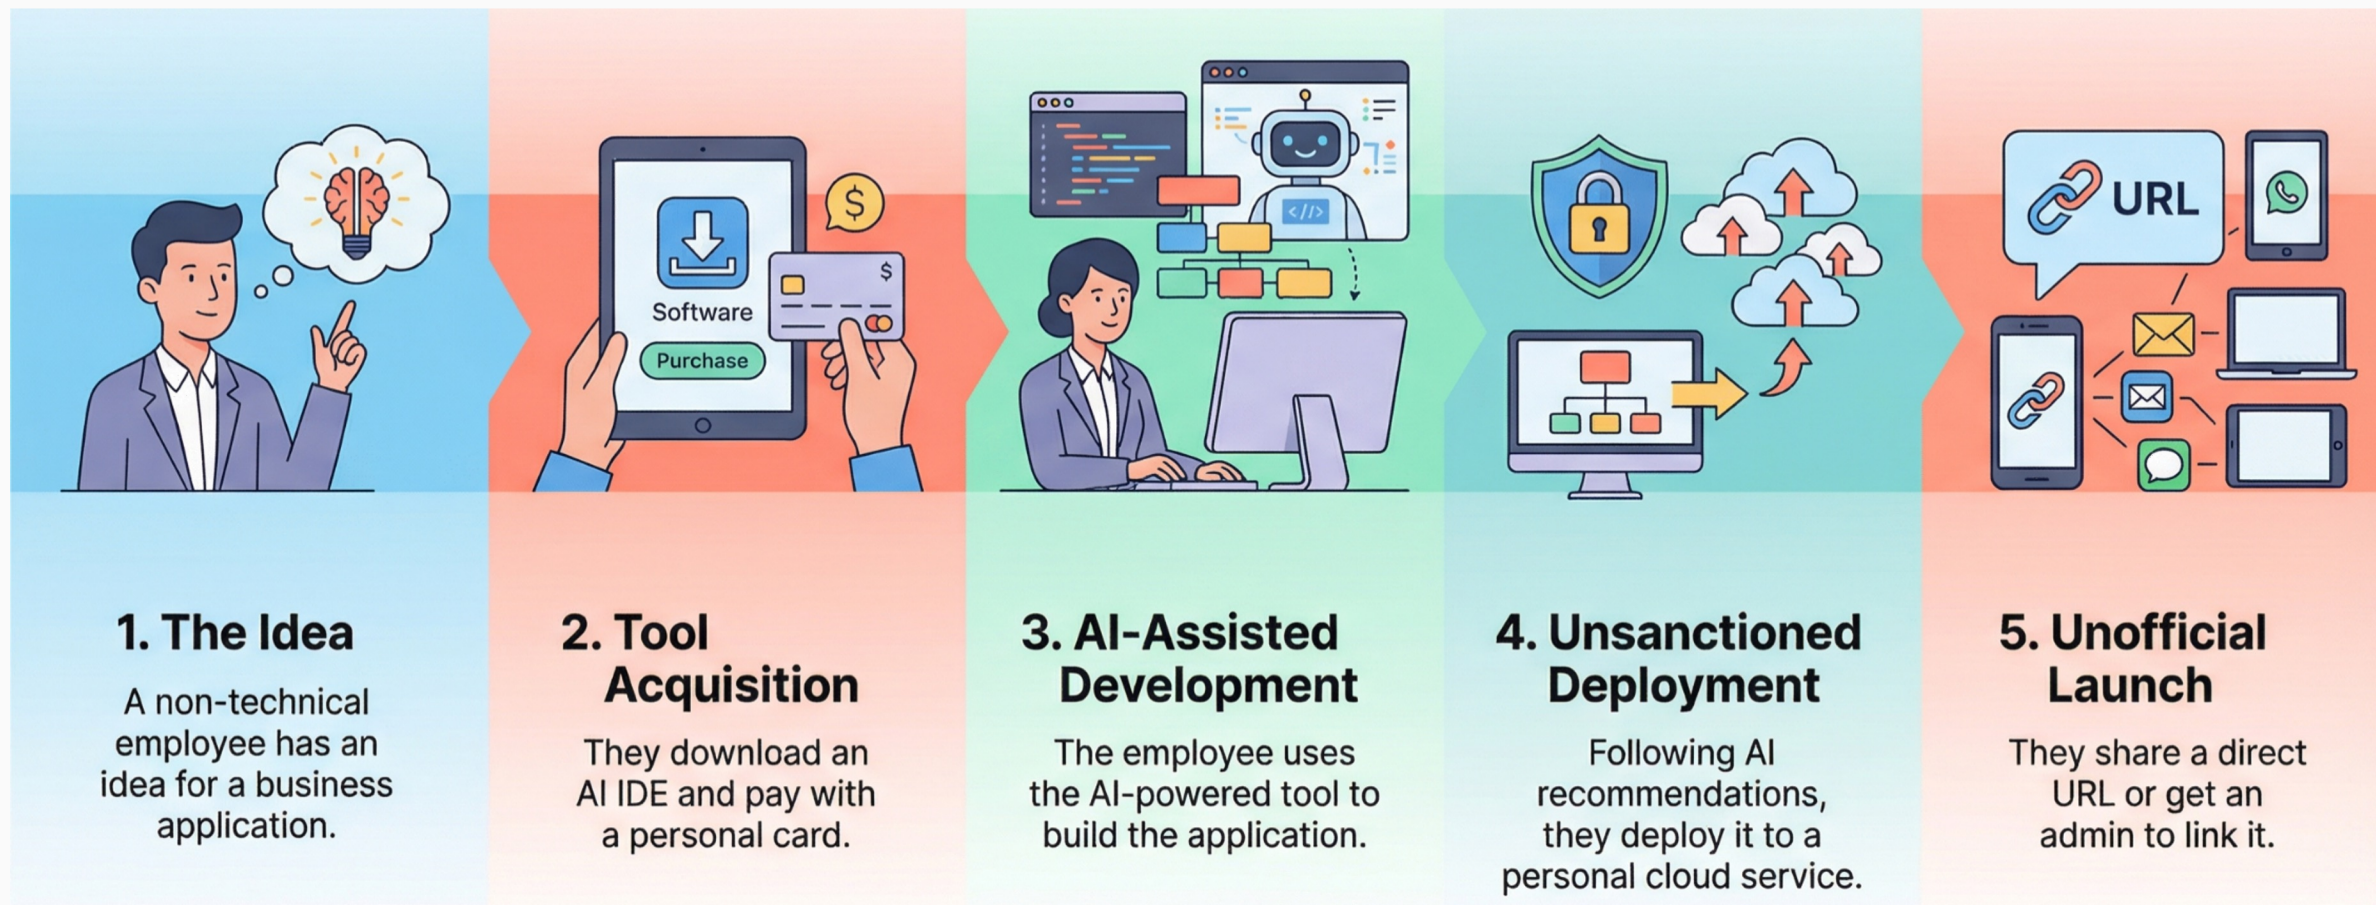 $
Software
Purchase
$
</>
URL
1. The Idea
A non-technical
employee has an
idea for a business
application.
2. Tool
Acquisition
They download an
AI IDE and pay with
a personal card.
3. AI-Assisted
Development
The employee uses
the AI-powered tool to
build the application.
4. Unsanctioned
Deployment
Following AI
recommendations,
they deploy it to a
personal cloud service.
5. Unofficial
Launch
They share a direct
URL or get an
admin to link it.